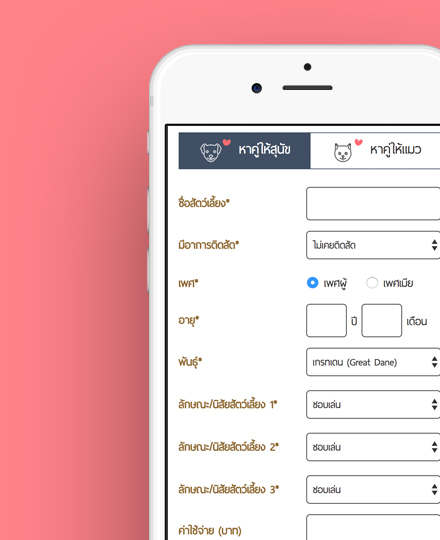 หาคู่ให้สุนัข หาคู่ให้แมว
ชื่อสัตว์เลี้ยง*
มีอาการติดสัด* ไม่เคยติดสัด
เพศ* เพศผู้ เพศเมีย
อายุ* ปี เดือน
พันธุ์* เกรทเดน (Great Dane)
ลักษณะ/นิสัยสัตว์เลี้ยง 1* ชอบเล่น
ลักษณะ/นิสัยสัตว์เลี้ยง 2* ชอบเล่น
ลักษณะ/นิสัยสัตว์เลี้ยง 3* ชอบเล่น
ค่าใช้จ่าย (บาท)